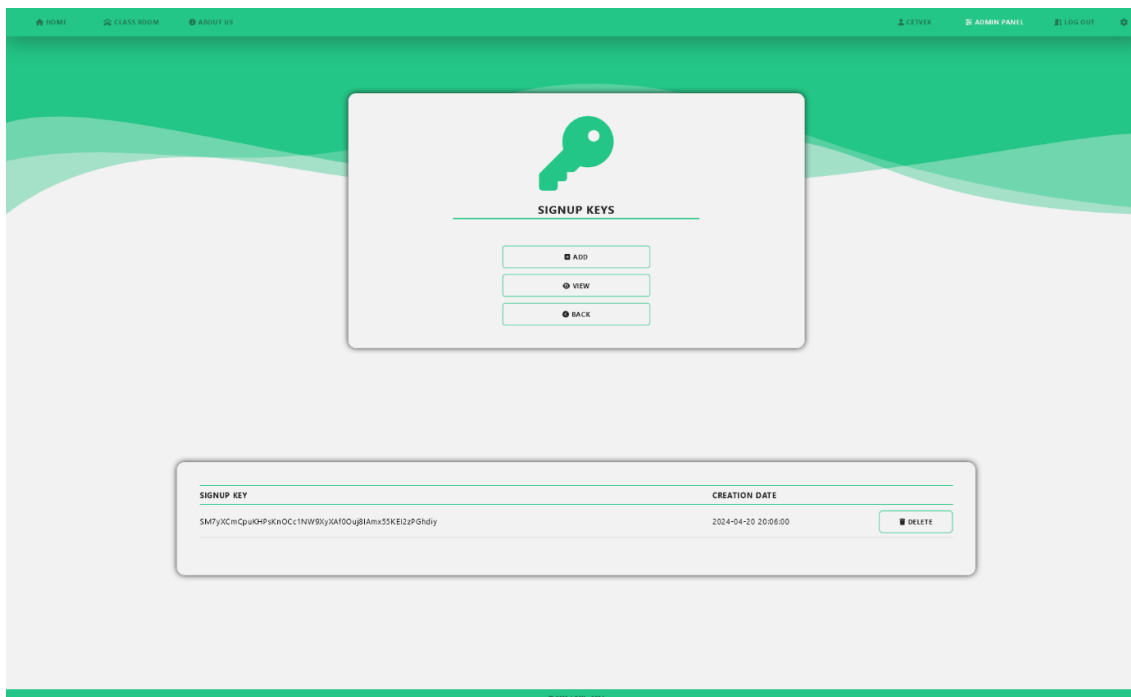 HOME CLASS ROOM ABOUT US CETVEX ADMIN PANEL LOG OUT
SIGNUP KEYS
ADD
VIEW
BACK
SIGNUP KEY CREATION DATE
SM7yXCmCpuKHPsKnOCc1NW9XyXAf0Ouj8IAmx55KEI2zPGhdiy 2024-04-20 20:06:00 DELETE